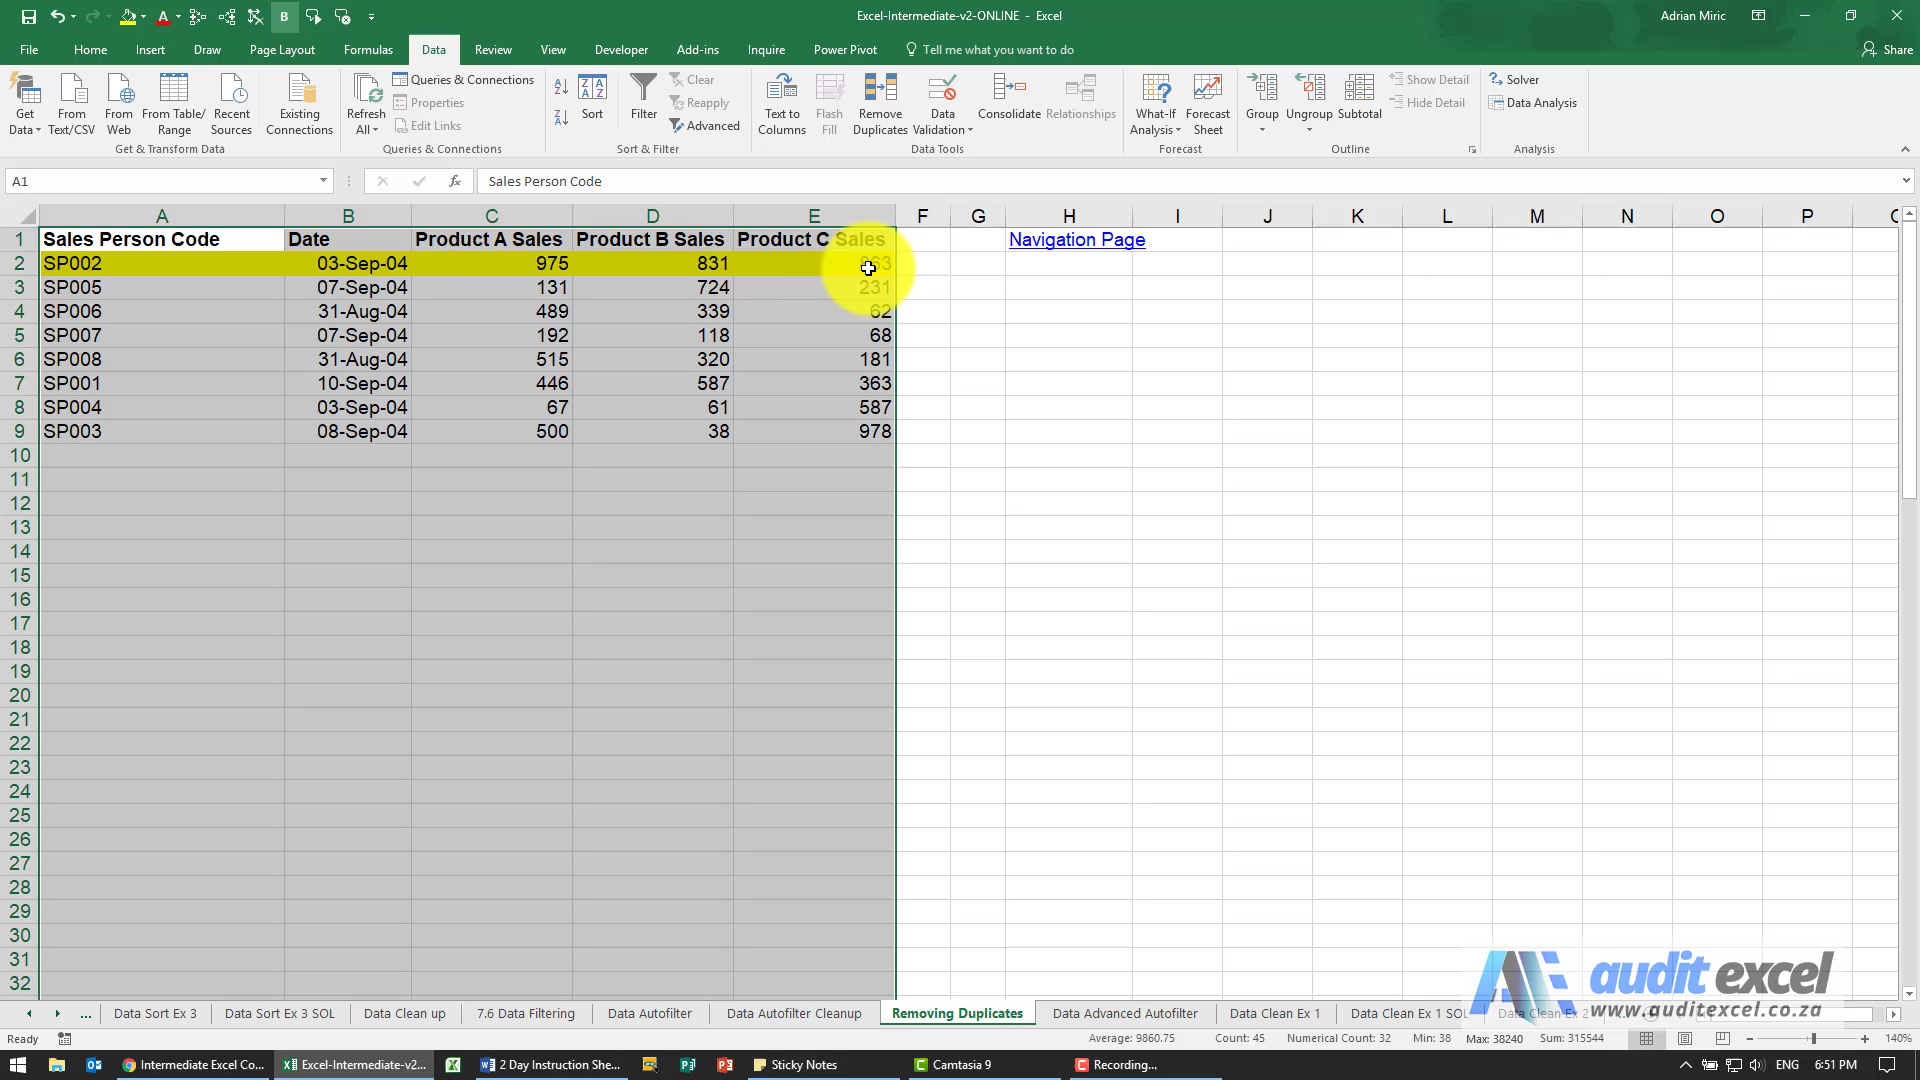 Excel-Intermediate-v2-ONLINE - Excel
Adrian Miric
File Home Insert Draw Page Layout Formulas Data Review View Developer Add-ins Inquire Power Pivot Tell me what you want to do Share
Get Data
From Text/CSV
From Web
From Table/ Range
Recent Sources
Existing Connections
Get & Transform Data
Refresh All
Queries & Connections
Properties
Edit Links
Queries & Connections
Sort
Filter
Clear
Reapply
Advanced
Sort & Filter
Text to Columns
Flash Fill
Remove Duplicates
Data Validation
Consolidate
Relationships
Data Tools
What-If Analysis
Forecast Sheet
Forecast
Group
Ungroup
Subtotal
Show Detail
Hide Detail
Outline
Solver
Data Analysis
Analysis
A1 fx Sales Person Code
A B C D E F G H I J K L M N O P
1 Sales Person Code Date Product A Sales Product B Sales Product C Sales Navigation Page
2 SP002 03-Sep-04 975 831
3 SP005 07-Sep-04 131 724 231
4 SP006 31-Aug-04 489 339 62
5 SP007 07-Sep-04 192 118 68
6 SP008 31-Aug-04 515 320 181
7 SP001 10-Sep-04 446 587 363
8 SP004 03-Sep-04 67 61 587
9 SP003 08-Sep-04 500 38 978
10
11
12
13
14
15
16
17
18
19
20
21
22
23
24
25
26
27
28
29
30
31
32
audit excel
www.auditexcel.co.za
... Data Sort Ex 3 Data Sort Ex 3 SOL Data Clean up 7.6 Data Filtering Data Autofilter Data Autofilter Cleanup Removing Duplicates Data Advanced Autofilter Data Clean Ex 1 Data Clean Ex 1 SOL Data Clean Ex 2
Ready Average: 9860.75 Count: 45 Numerical Count: 32 Min: 38 Max: 38240 Sum: 315544 140%
Intermediate Excel Co... Excel-Intermediate-v2... 2 Day Instruction She... Sticky Notes Camtasia 9 Recording... ENG 6:51 PM